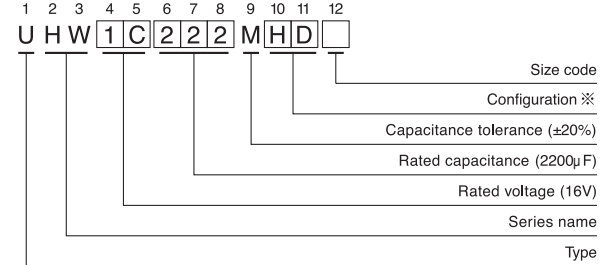 1 2 3 4 5 6 7 8 9 10 11 12
U H W 1 C 2 2 2 M H D
Size code
Configuration ※
Capacitance tolerance (±20%)
Rated capacitance (2200µF)
Rated voltage (16V)
Series name
Type